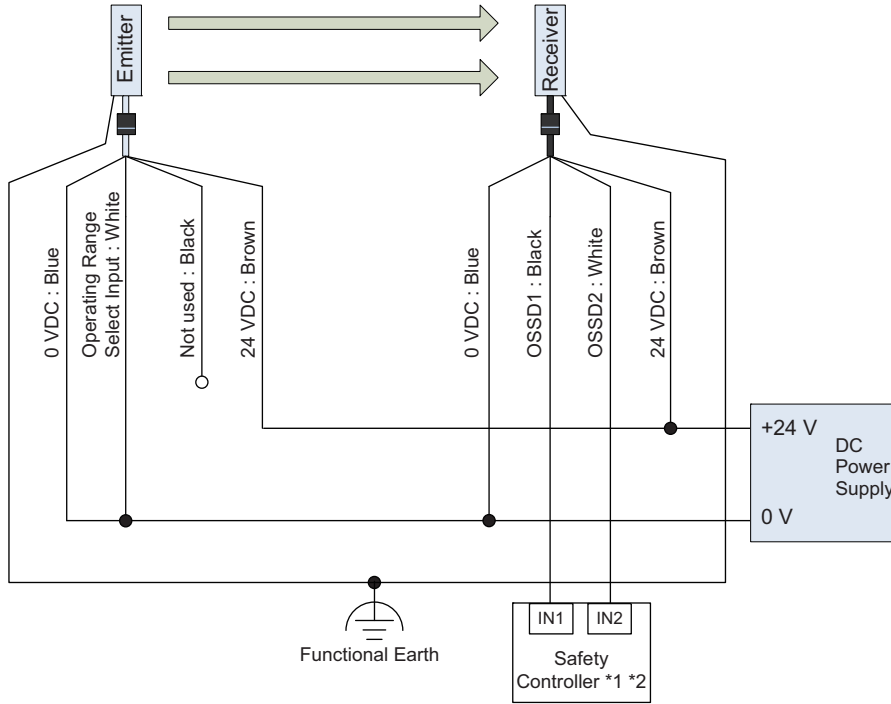 Emitter
Receiver
0 VDC : Blue
Operating Range
Select Input : White
Not used : Black
24 VDC : Brown
0 VDC : Blue
OSSD1 : Black
OSSD2 : White
24 VDC : Brown
+24 V
DC
Power
Supply
0 V
IN1
IN2
Functional Earth
Safety
Controller *1 *2